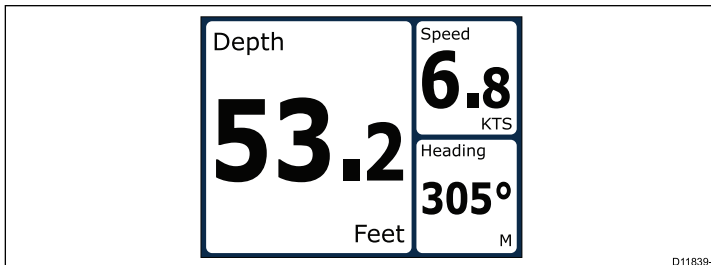 Depth
53.2
Feet
Speed
6.8
KTS
Heading
305°
M
D11839-